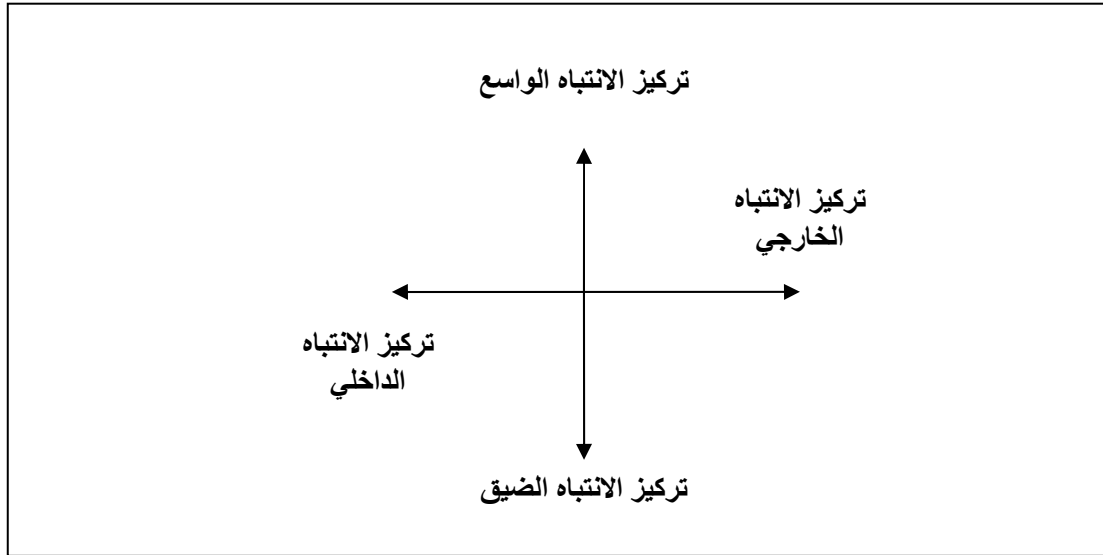 تركيز الانتباه الواسع
تركيز الانتباه
الخارجي
تركيز الانتباه
الداخلي
تركيز الانتباه الضيق